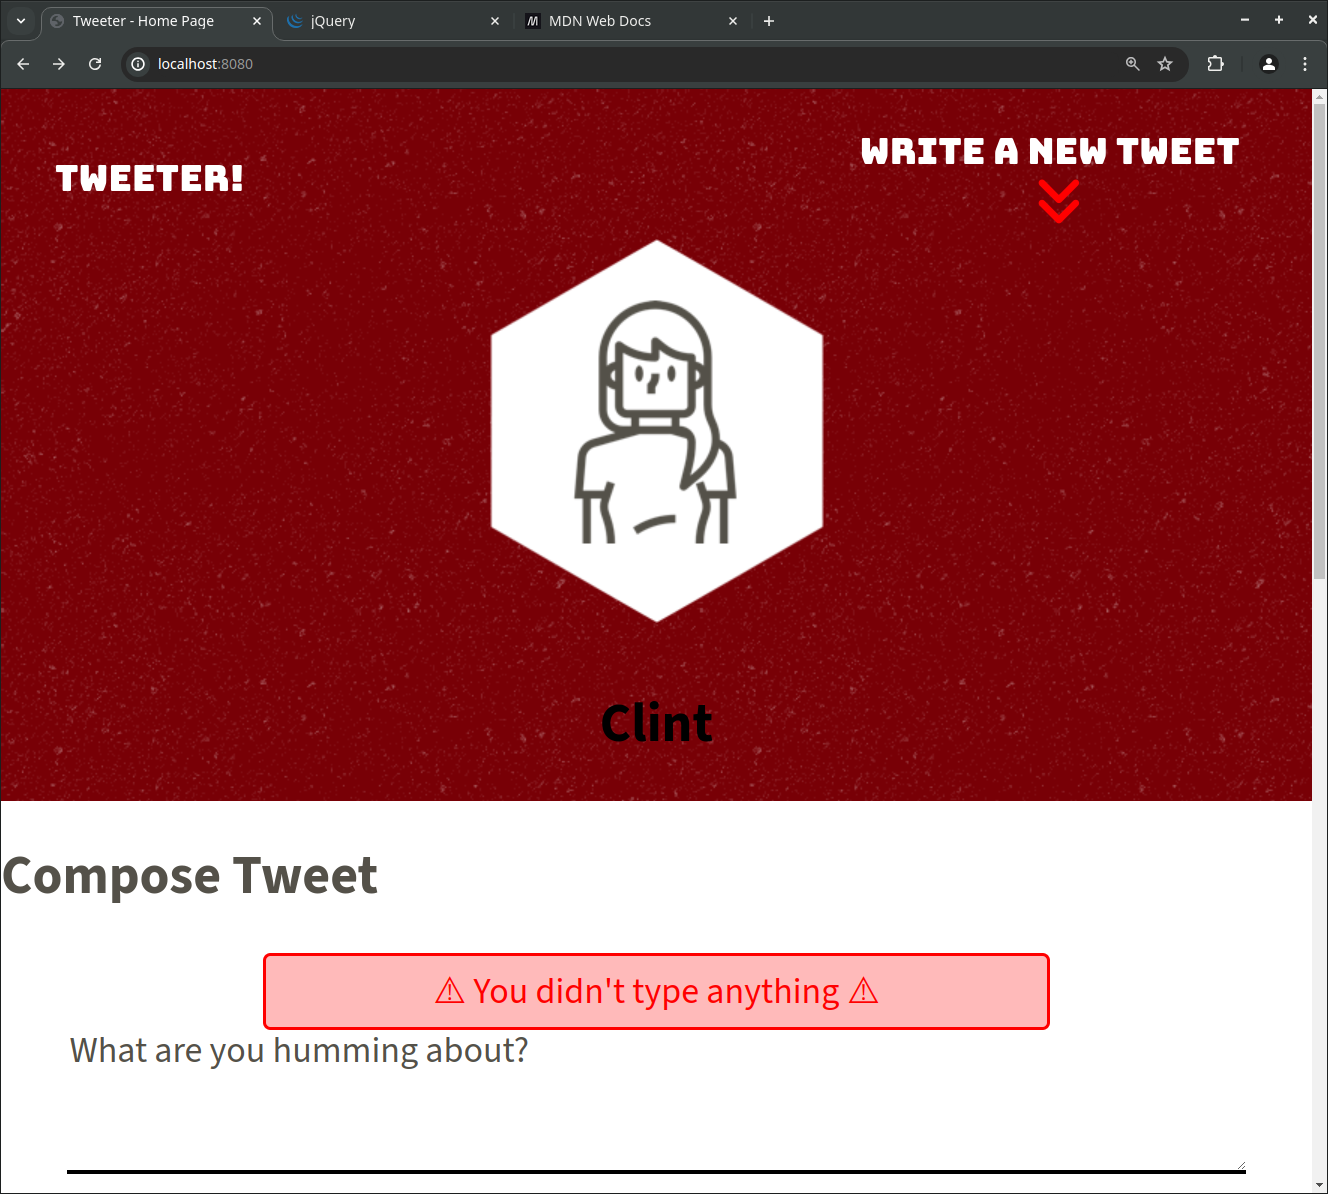 Tweeter - Home Page
jQuery
MDN Web Docs
localhost:8080
TWEETER!
WRITE A NEW TWEET
Clint
Compose Tweet
⚠ You didn't type anything ⚠
What are you humming about?